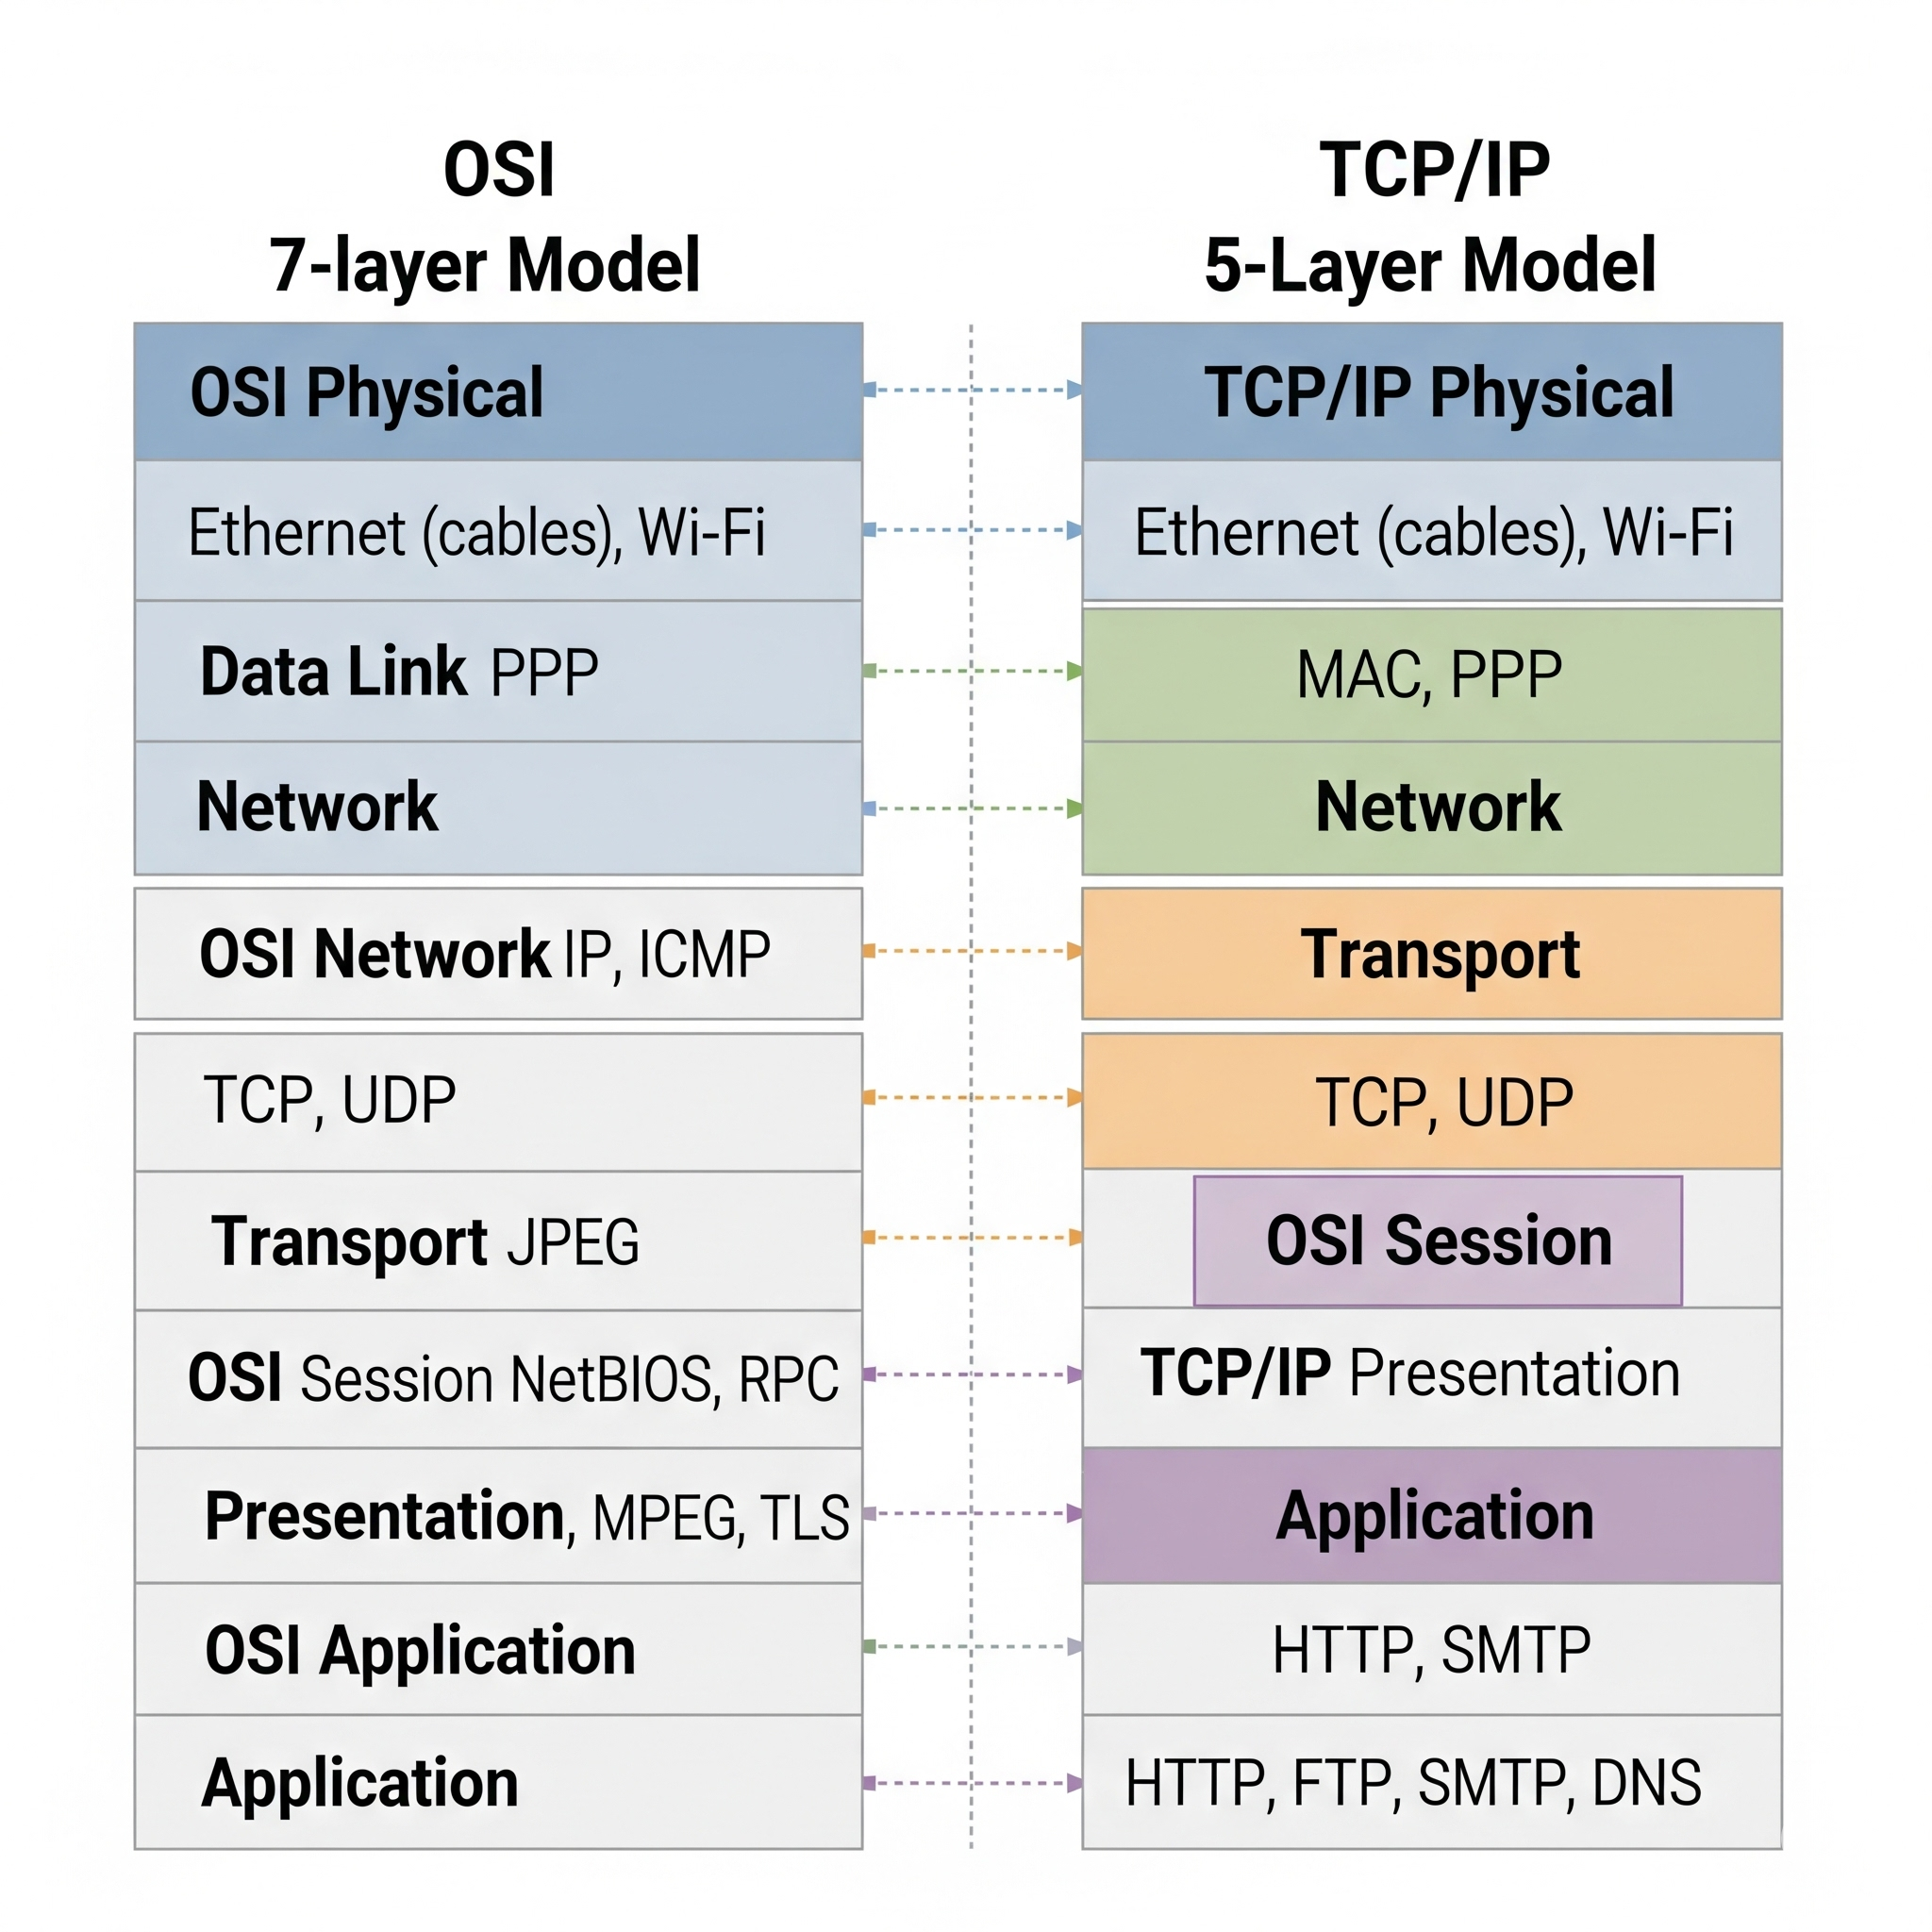 OSI
7-layer Model
TCP/IP
5-Layer Model
OSI Physical
TCP/IP Physical
Ethernet (cables), Wi-Fi
Ethernet (cables), Wi-Fi
Data Link PPP
MAC, PPP
Network
Network
OSI Network IP, ICMP
Transport
TCP, UDP
TCP, UDP
Transport JPEG
OSI Session
OSI Session NetBIOS, RPC
TCP/IP Presentation
Presentation, MPEG, TLS
Application
OSI Application
HTTP, SMTP
Application
HTTP, FTP, SMTP, DNS